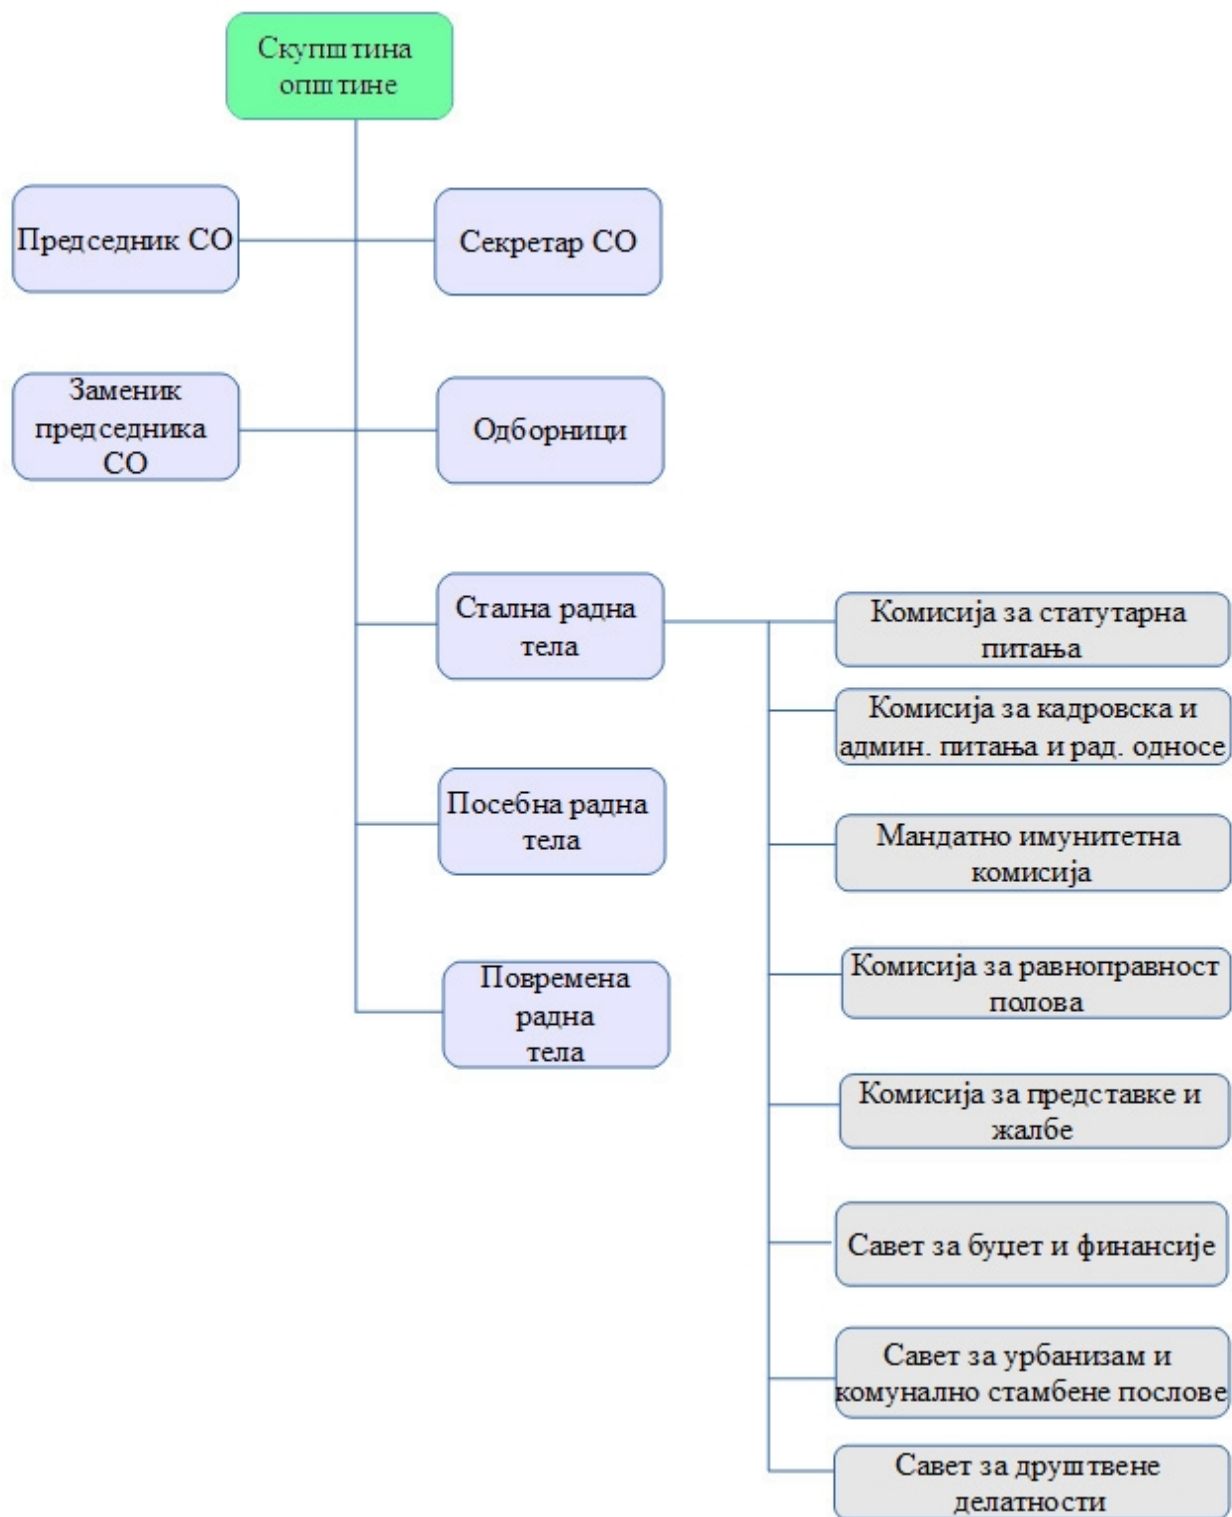 Скупштина
општине
Председник СО
Секретар СО
Заменик
председника
СО
Одборници
Стална радна
тела
Посебна радна
тела
Повремена
радна
тела
Комисија за статутарна
питања
Комисија за кадровска и
админ. питања и рад. односе
Мандатно имунитетна
комисија
Комисија за равноправност
полова
Комисија за представке и
жалбе
Савет за буџет и финансије
Савет за урбанизам и
комунално стамбене послове
Савет за друштвене
делатности